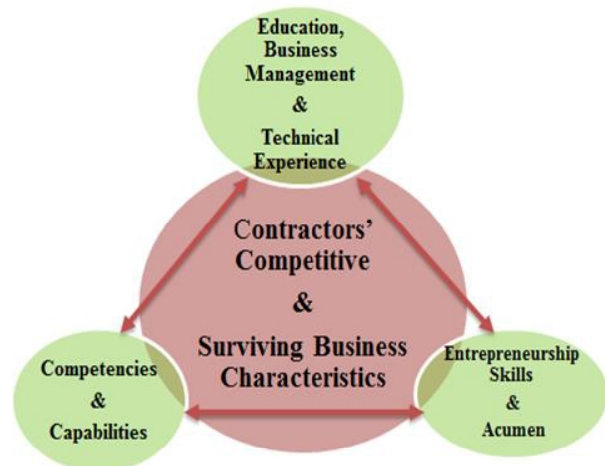 Education,
Business
Management
&
Technical
Experience
Contractors’
Competitive
&
Surviving Business
Characteristics
Competencies
&
Capabilities
Entrepreneurship
Skills
&
Acumen